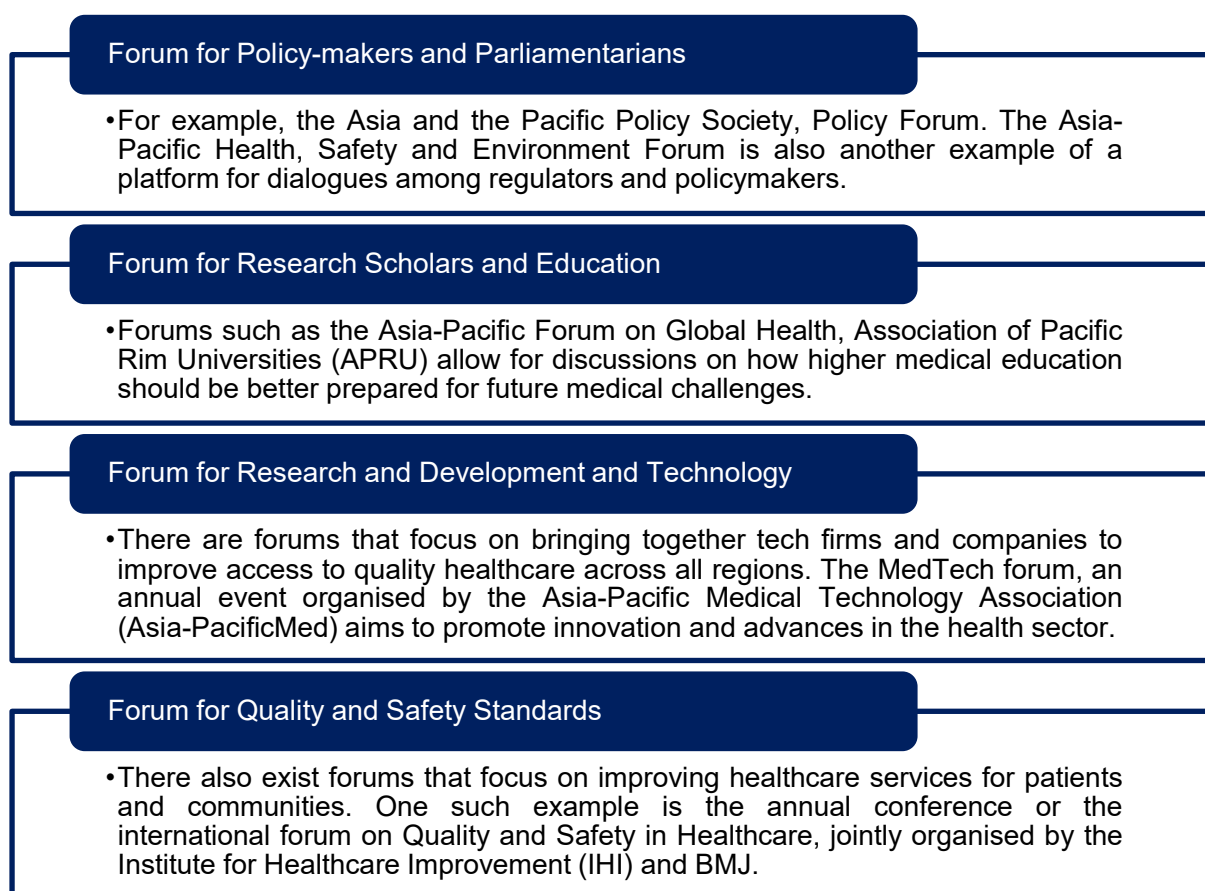 Forum for Policy-makers and Parliamentarians
•For example, the Asia and the Pacific Policy Society, Policy Forum. The Asia-
Pacific Health, Safety and Environment Forum is also another example of a
platform for dialogues among regulators and policymakers.
Forum for Research Scholars and Education
•Forums such as the Asia-Pacific Forum on Global Health, Association of Pacific
Rim Universities (APRU) allow for discussions on how higher medical education
should be better prepared for future medical challenges.
Forum for Research and Development and Technology
•There are forums that focus on bringing together tech firms and companies to
improve access to quality healthcare across all regions. The MedTech forum, an
annual event organised by the Asia-Pacific Medical Technology Association
(Asia-PacificMed) aims to promote innovation and advances in the health sector.
Forum for Quality and Safety Standards
•There also exist forums that focus on improving healthcare services for patients
and communities. One such example is the annual conference or the
international forum on Quality and Safety in Healthcare, jointly organised by the
Institute for Healthcare Improvement (IHI) and BMJ.